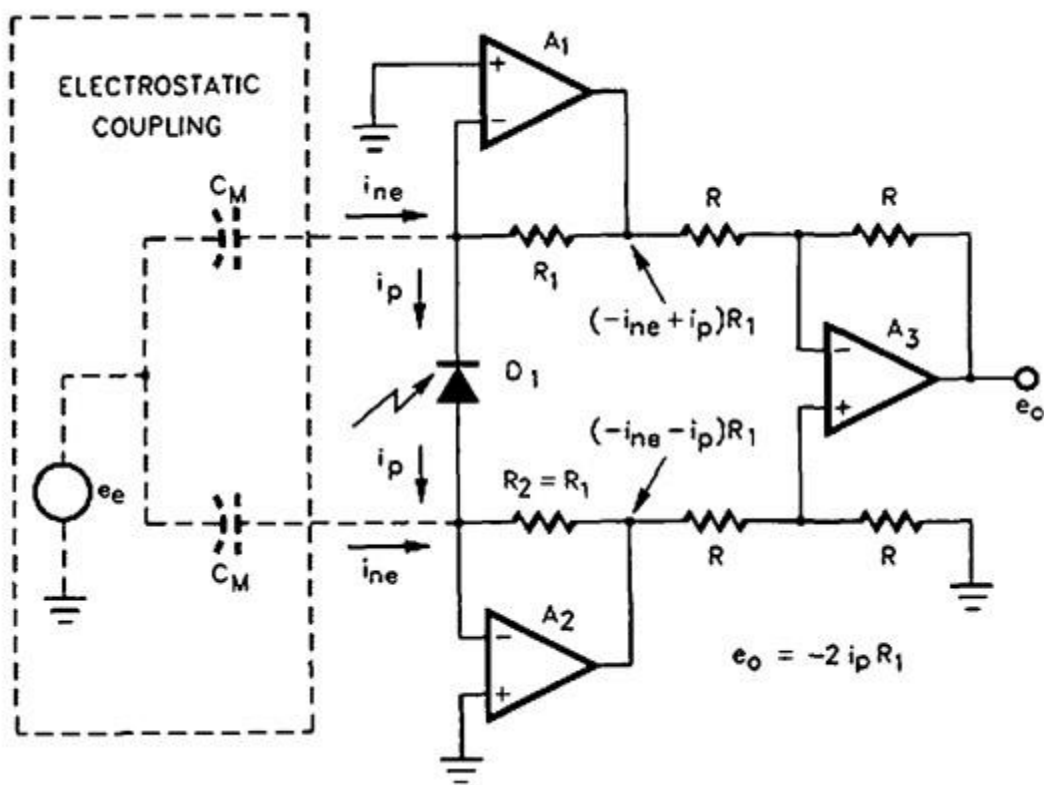 A1
ELECTROSTATIC
COUPLING
+
−
CM
ine
R
R
R1
ip
(-ine + ip)R1
A3
D1
−
+
eo
(-ine - ip)R1
ip
R2 = R1
ee
CM
ine
R
R
A2
−
+
eo = -2 ipR1